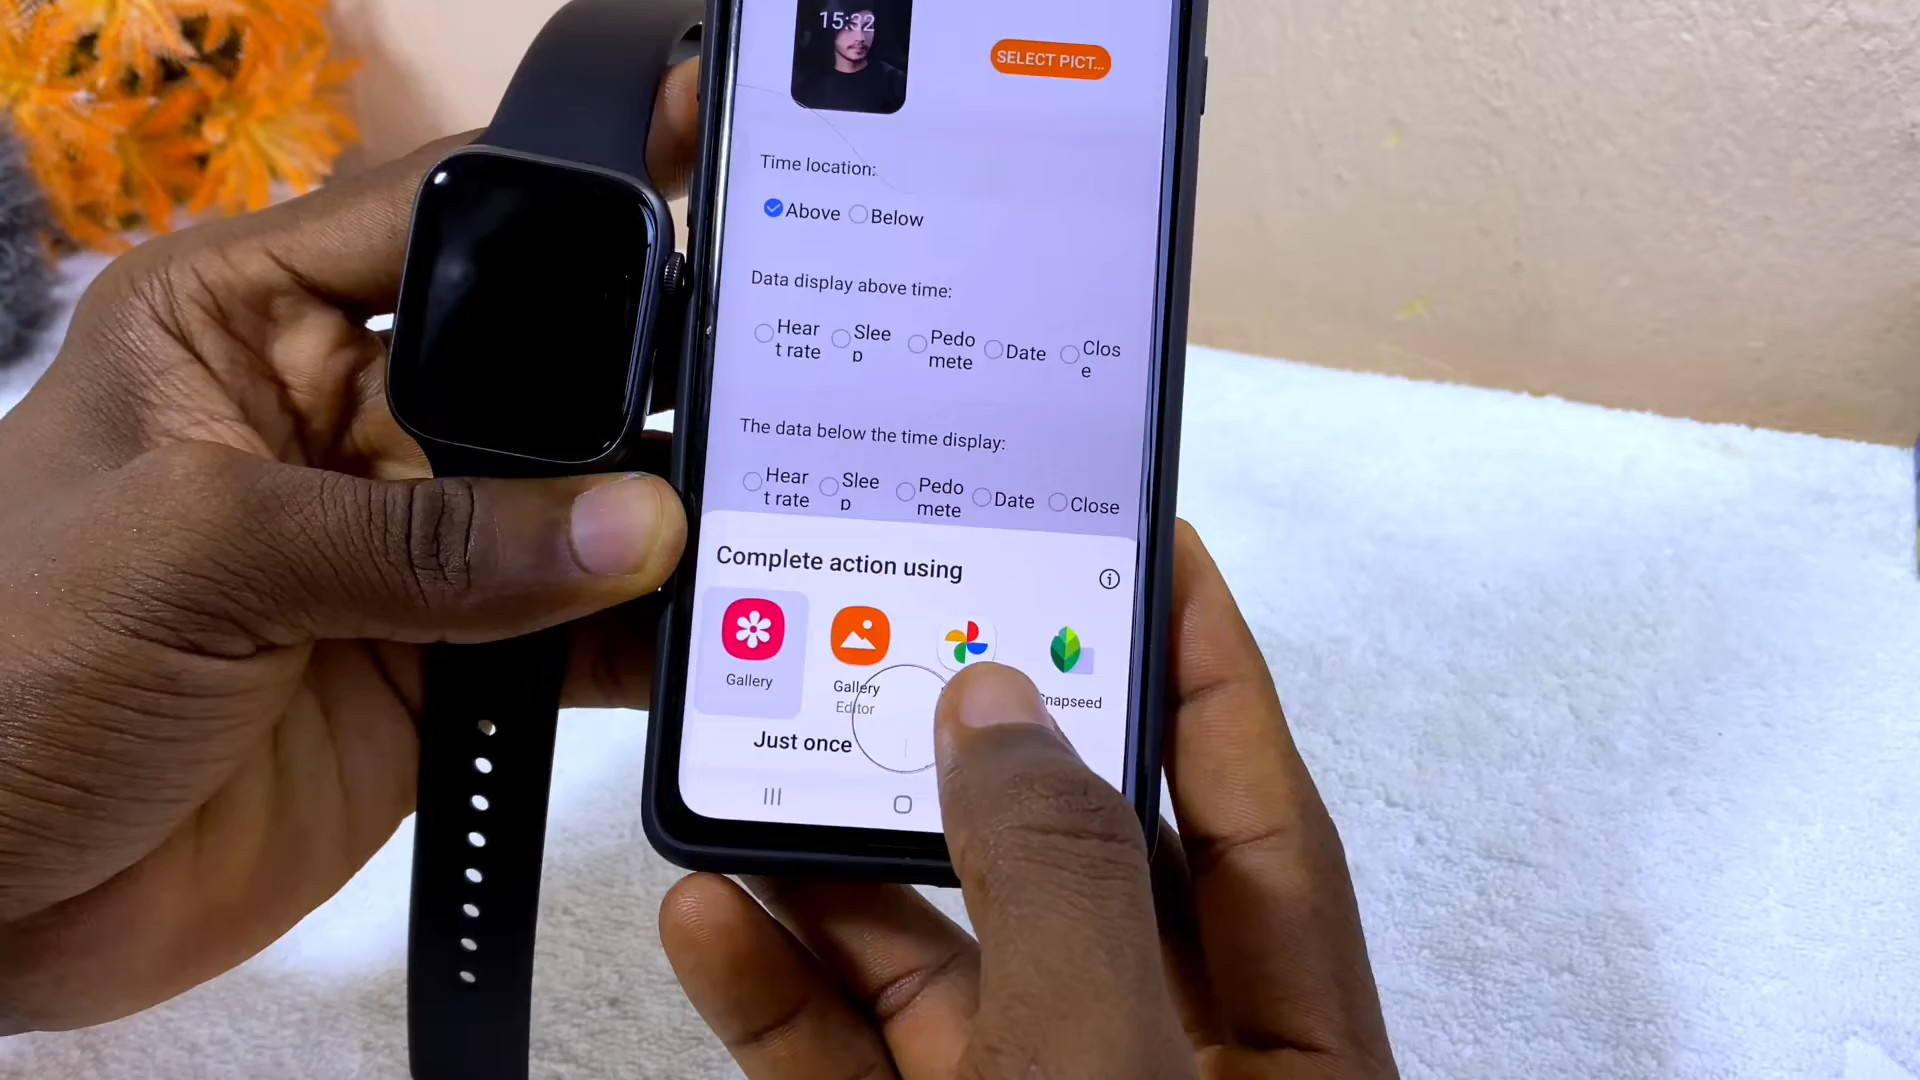 15:32
SELECT PICT...
Time location:
Above Below
Data display above time:
Hear
t rate
Slee
p
Pedo
mete
Date
Clos
e
The data below the time display:
Hear
t rate
Slee
p
Pedo
mete
Date
Close
Complete action using
Gallery
Gallery
Editor
Just once